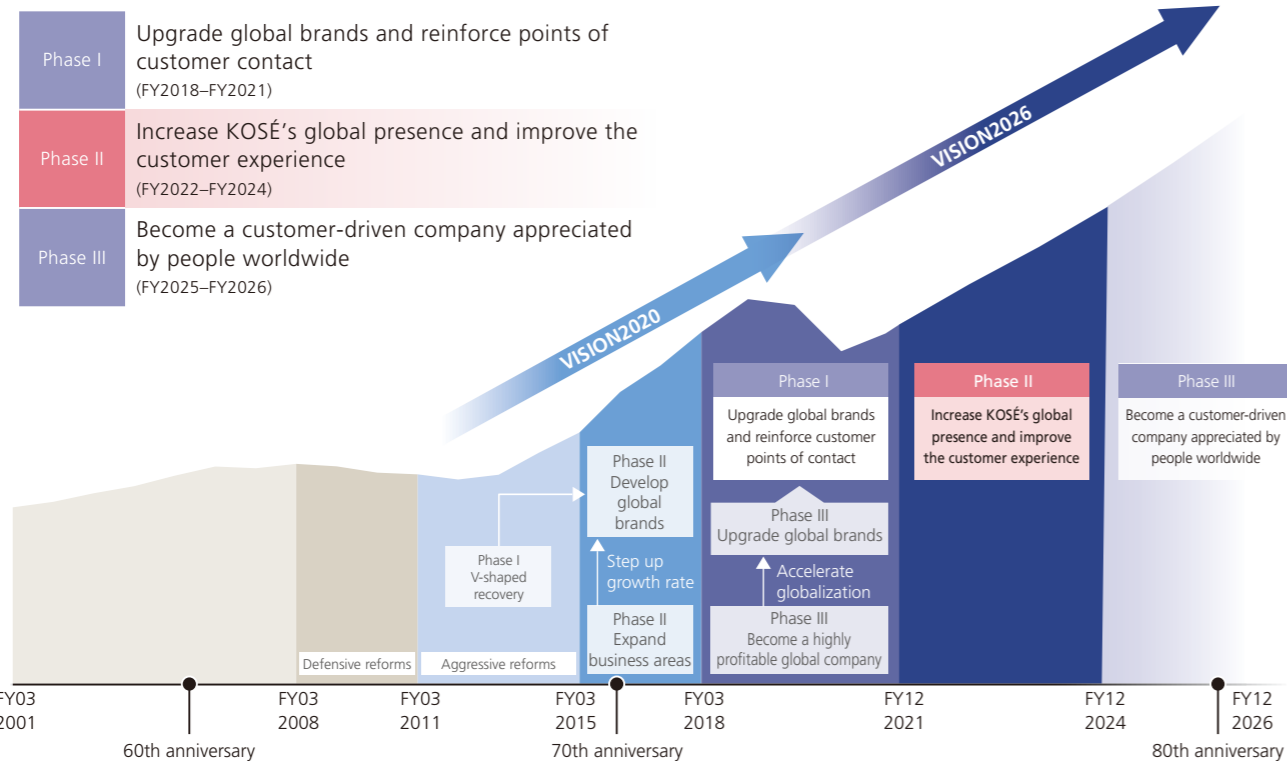 Phase I
Upgrade global brands and reinforce points of
customer contact
(FY2018–FY2021)
Phase II
Increase KOSÉ’s global presence and improve the
customer experience
(FY2022–FY2024)
Phase III
Become a customer-driven company appreciated
by people worldwide
(FY2025–FY2026)
VISION2020
VISION2026
Phase I
V-shaped
recovery
Phase II
Develop
global
brands
Step up
growth rate
Phase II
Expand
business areas
Phase I
Upgrade global brands
and reinforce customer
points of contact
Phase III
Upgrade global brands
Accelerate
globalization
Phase III
Become a highly
profitable global company
Phase II
Increase KOSÉ’s global
presence and improve
the customer experience
Phase III
Become a customer-driven
company appreciated by
people worldwide
Defensive reforms
Aggressive reforms
FY03
2001
FY03
2008
FY03
2011
FY03
2015
FY03
2018
FY12
2021
FY12
2024
FY12
2026
60th anniversary
70th anniversary
80th anniversary